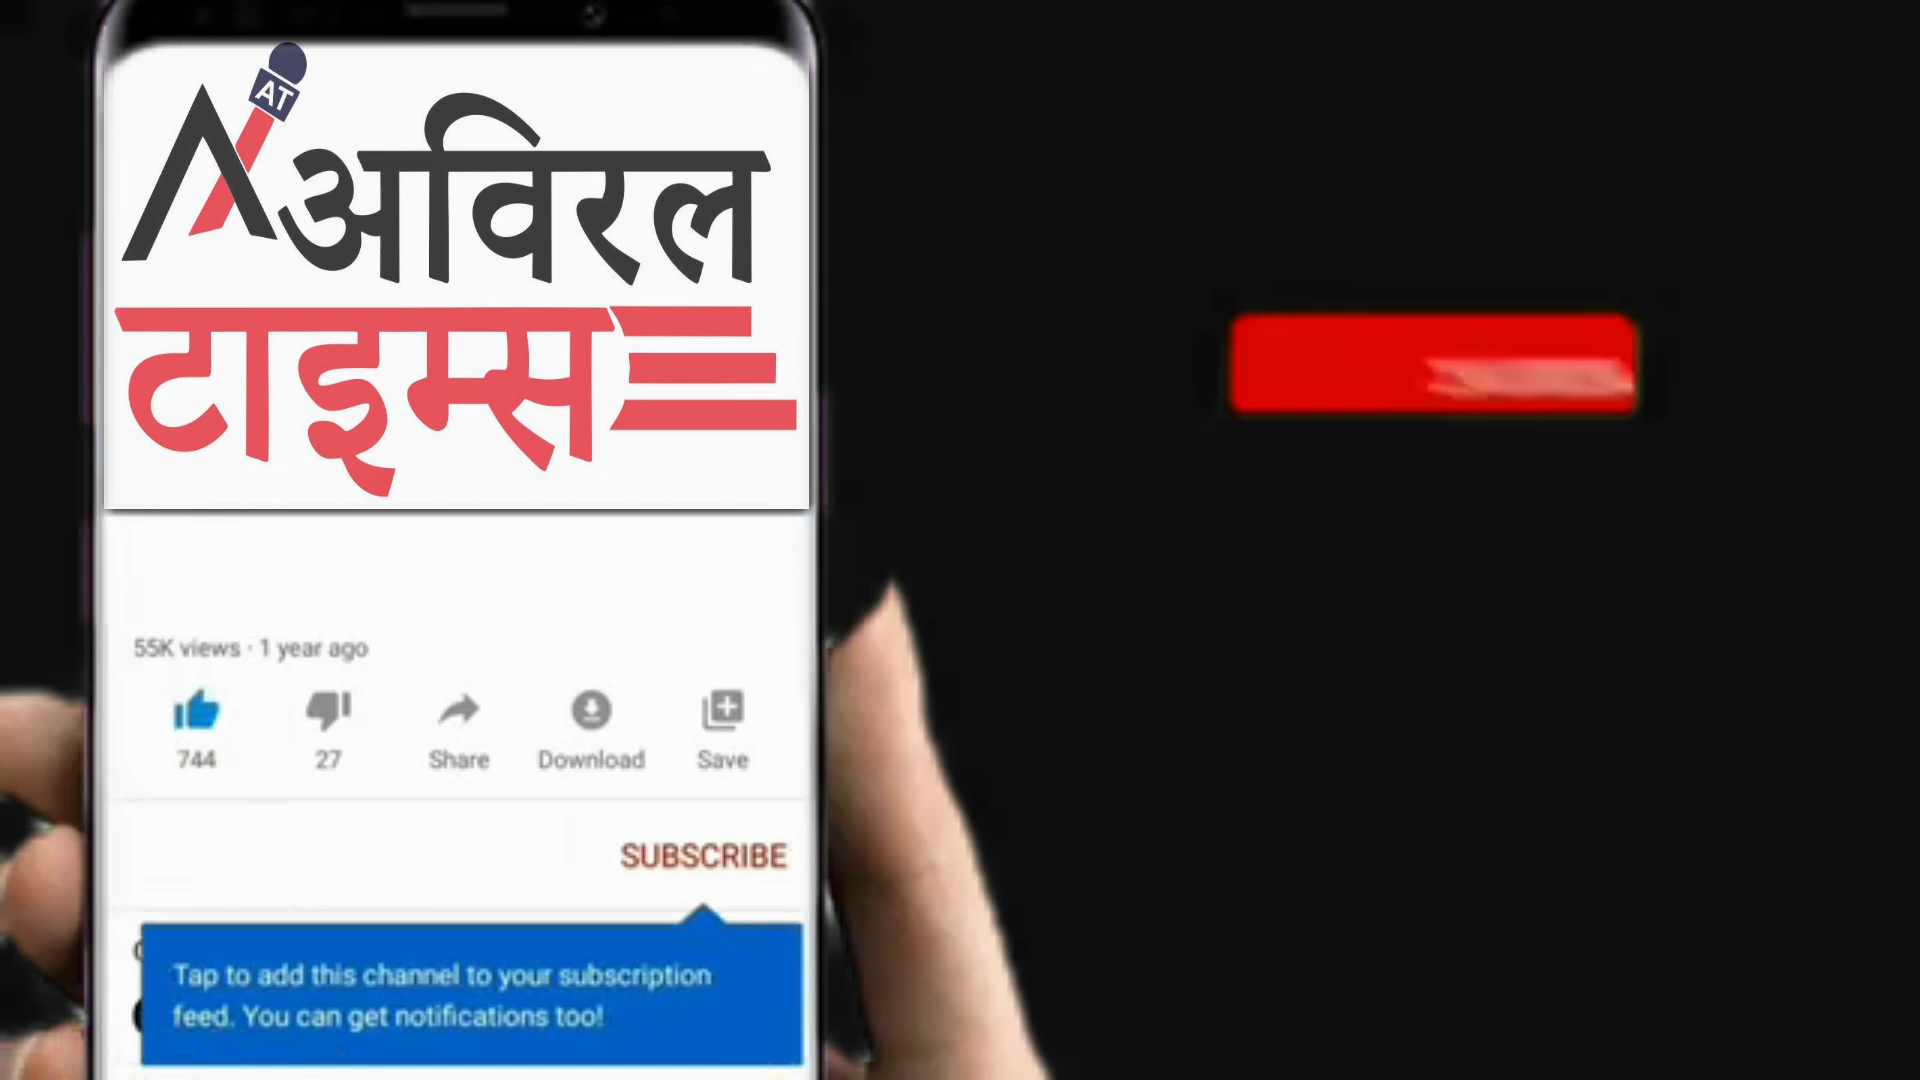 AT
अविरल
टाइम्स
55K views · 1 year ago
744
27
Share
Download
Save
SUBSCRIBE
Tap to add this channel to your subscription
feed. You can get notifications too!